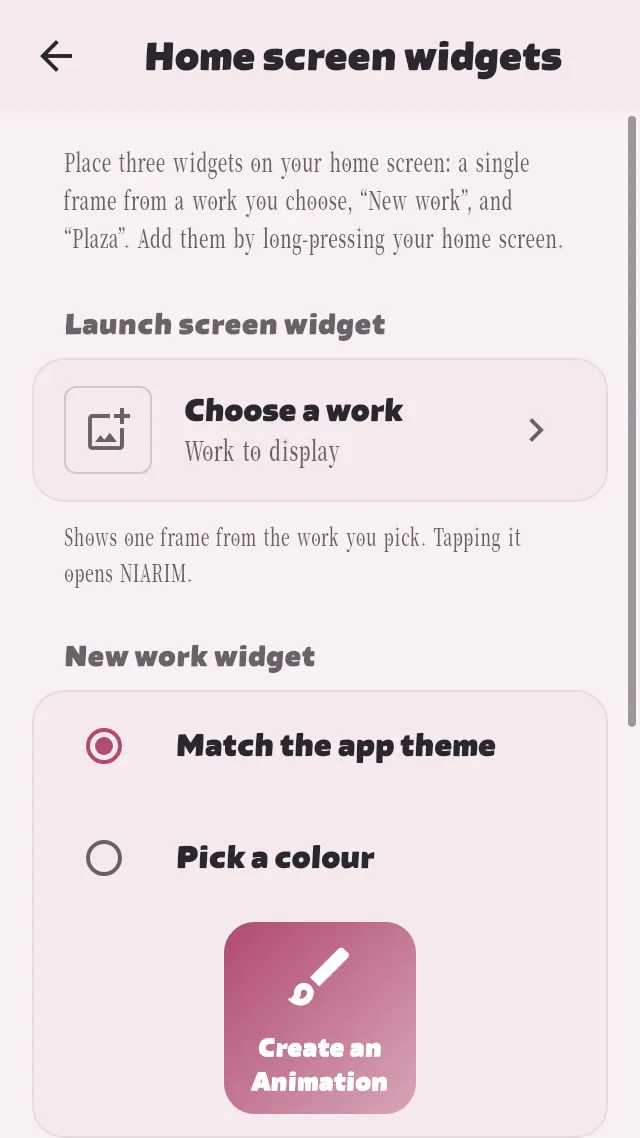 Home screen widgets
Place three widgets on your home screen: a single
frame from a work you choose, “New work”, and
“Plaza”. Add them by long-pressing your home screen.
Launch screen widget
Choose a work
Work to display
Shows one frame from the work you pick. Tapping it
opens NIARIM.
New work widget
Match the app theme
Pick a colour
Create an
Animation